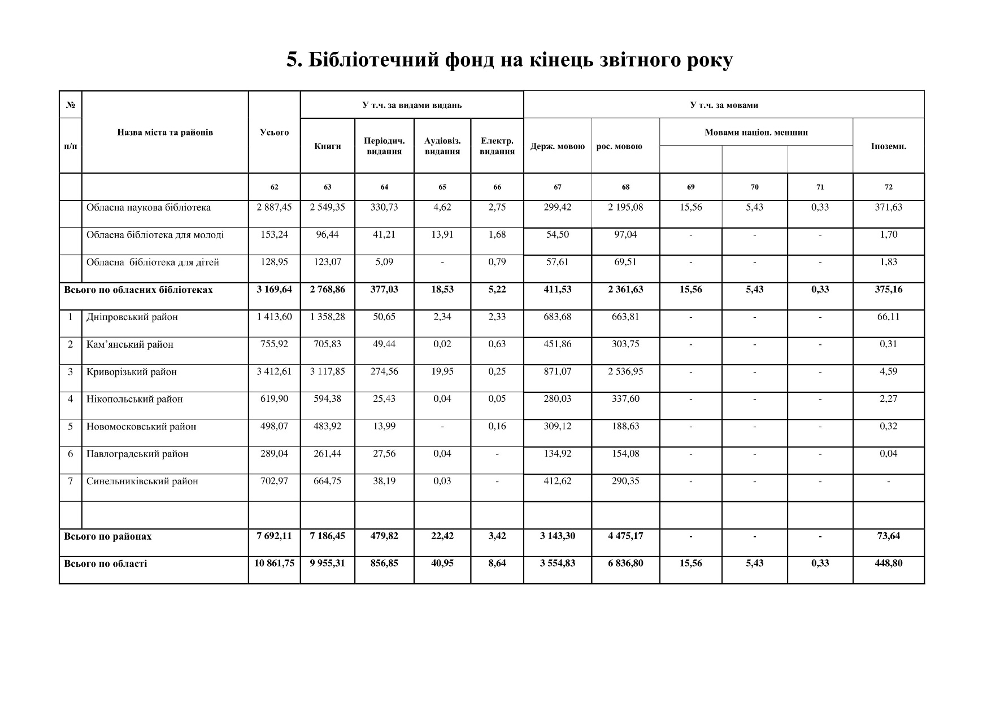 5. Бібліотечний фонд на кінець звітного року
№ У т.ч. за видами видань У т.ч. за мовами
п/п Назва міста та районів Усього Книги Періодич. видання Аудіовіз. видання Електр. видання Держ. мовою рос. мовою Мовами націон. меншин Іноземн.
62 63 64 65 66 67 68 69 70 71 72
Обласна наукова бібліотека 2 887,45 2 549,35 330,73 4,62 2,75 299,42 2 195,08 15,56 5,43 0,33 371,63
Обласна бібліотека для молоді 153,24 96,44 41,21 13,91 1,68 54,50 97,04 - - - 1,70
Обласна бібліотека для дітей 128,95 123,07 5,09 - 0,79 57,61 69,51 - - - 1,83
Всього по обласних бібліотеках 3 169,64 2 768,86 377,03 18,53 5,22 411,53 2 361,63 15,56 5,43 0,33 375,16
1 Дніпровський район 1 413,60 1 358,28 50,65 2,34 2,33 683,68 663,81 - - - 66,11
2 Кам’янський район 755,92 705,83 49,44 0,02 0,63 451,86 303,75 - - - 0,31
3 Криворізький район 3 412,61 3 117,85 274,56 19,95 0,25 871,07 2 536,95 - - - 4,59
4 Нікопольський район 619,90 594,38 25,43 0,04 0,05 280,03 337,60 - - - 2,27
5 Новомосковський район 498,07 483,92 13,99 - 0,16 309,12 188,63 - - - 0,32
6 Павлоградський район 289,04 261,44 27,56 0,04 - 134,92 154,08 - - - 0,04
7 Синельниківський район 702,97 664,75 38,19 0,03 - 412,62 290,35 - - - -
Всього по районах 7 692,11 7 186,45 479,82 22,42 3,42 3 143,30 4 475,17 - - - 73,64
Всього по області 10 861,75 9 955,31 856,85 40,95 8,64 3 554,83 6 836,80 15,56 5,43 0,33 448,80